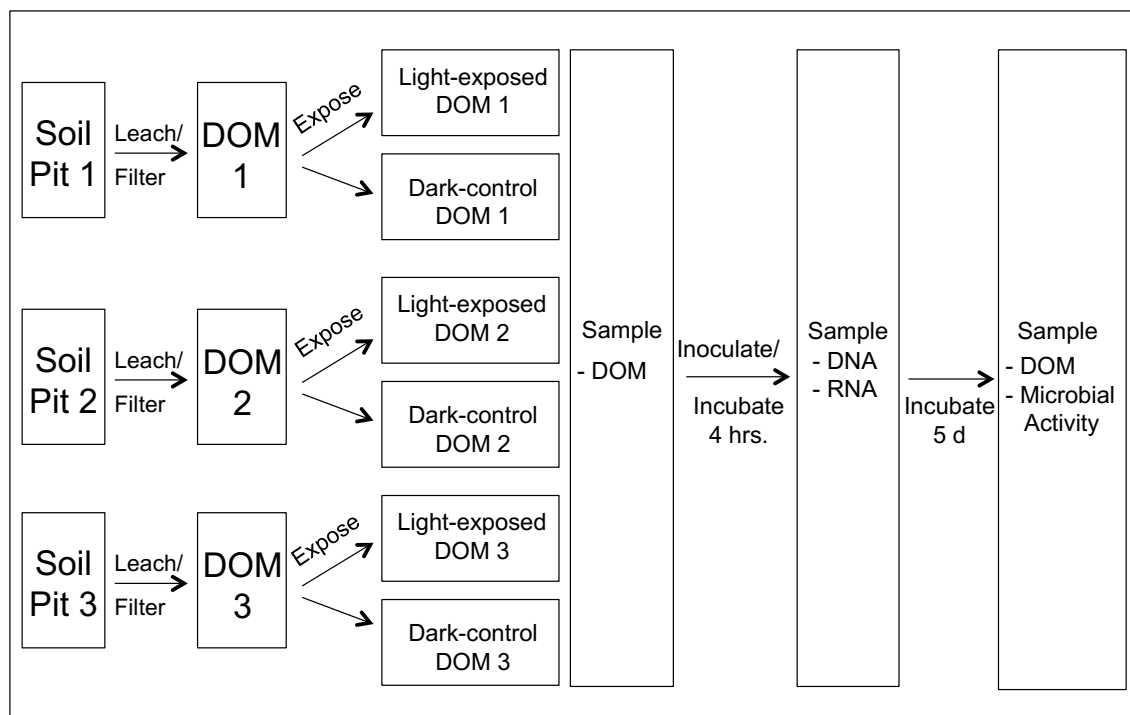 Soil
Pit 1
Leach/
Filter
DOM
1
Expose
Light-exposed
DOM 1
Dark-control
DOM 1
Soil
Pit 2
Leach/
Filter
DOM
2
Expose
Light-exposed
DOM 2
Dark-control
DOM 2
Soil
Pit 3
Leach/
Filter
DOM
3
Expose
Light-exposed
DOM 3
Dark-control
DOM 3
Sample
- DOM
Inoculate/
Incubate
4 hrs.
Sample
- DNA
- RNA
Incubate
5 d
Sample
- DOM
- Microbial
Activity